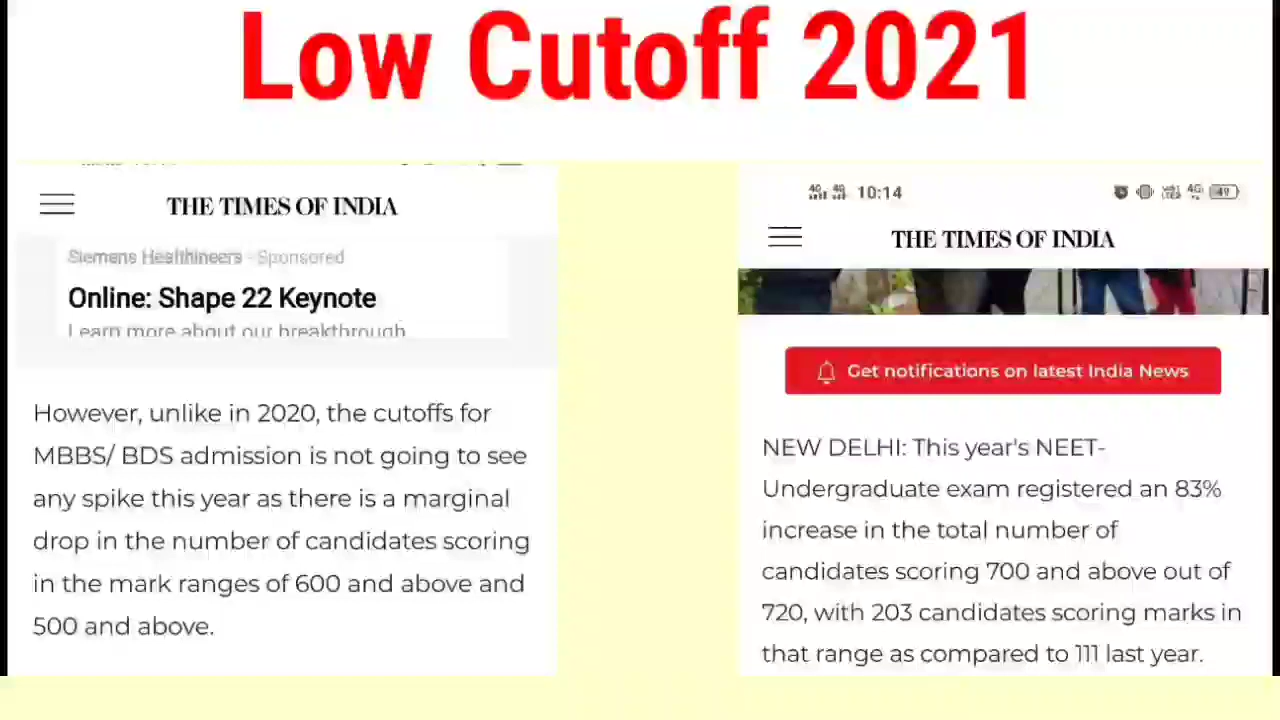 Low Cutoff 2021
THE TIMES OF INDIA
Siemens Healthineers - Sponsored
Online: Shape 22 Keynote
Learn more about our breakthrough
However, unlike in 2020, the cutoffs for
MBBS/ BDS admission is not going to see
any spike this year as there is a marginal
drop in the number of candidates scoring
in the mark ranges of 600 and above and
500 and above.
4G 4G 10:14 4G 49
THE TIMES OF INDIA
Get notifications on latest India News
NEW DELHI: This year's NEET-
Undergraduate exam registered an 83%
increase in the total number of
candidates scoring 700 and above out of
720, with 203 candidates scoring marks in
that range as compared to 111 last year.